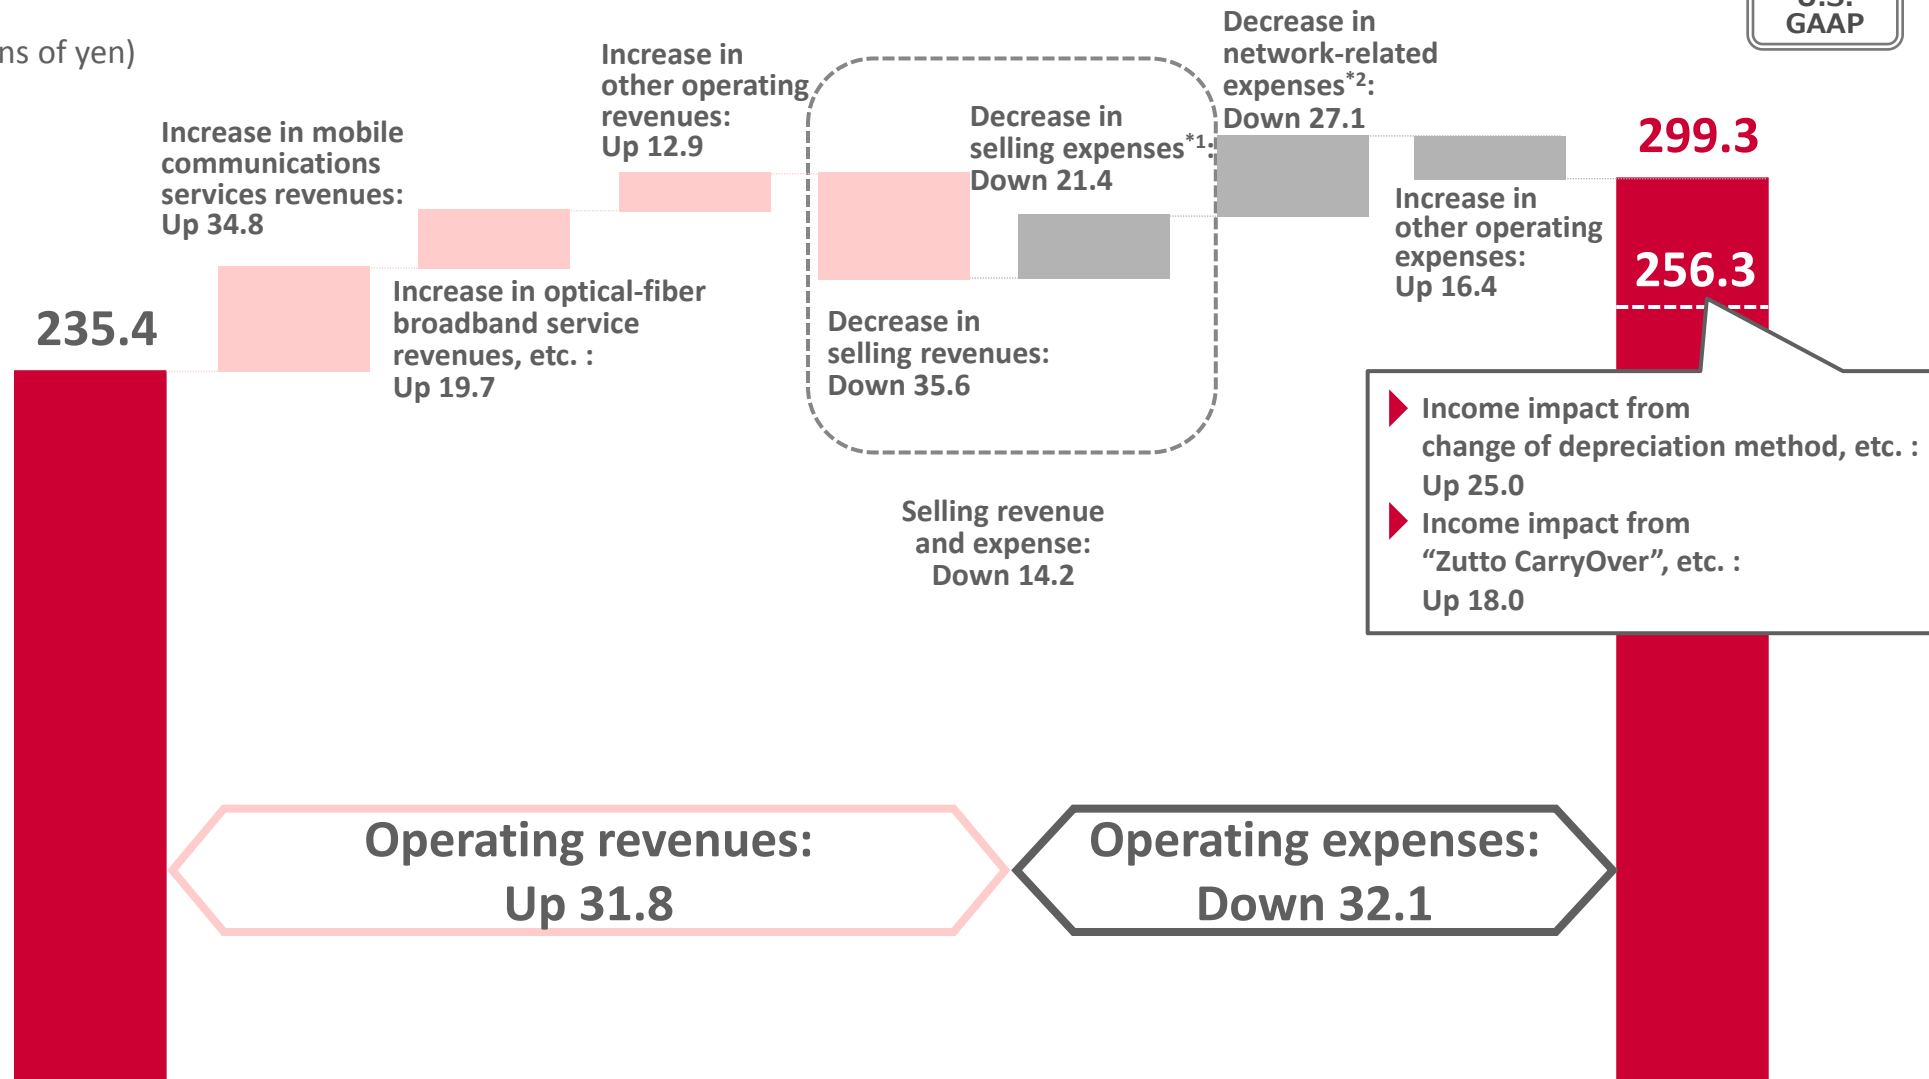 ns of yen)
U.S.
GAAP
235.4
Increase in mobile
communications
services revenues:
Up 34.8
Increase in optical-fiber
broadband service
revenues, etc. :
Up 19.7
Increase in
other operating
revenues:
Up 12.9
Decrease in
selling revenues:
Down 35.6
Decrease in
selling expenses*1:
Down 21.4
Selling revenue
and expense:
Down 14.2
Decrease in
network-related
expenses*2:
Down 27.1
Increase in
other operating
expenses:
Up 16.4
299.3
256.3
Income impact from
change of depreciation method, etc. :
Up 25.0
Income impact from
“Zutto CarryOver”, etc. :
Up 18.0
Operating revenues:
Up 31.8
Operating expenses:
Down 32.1